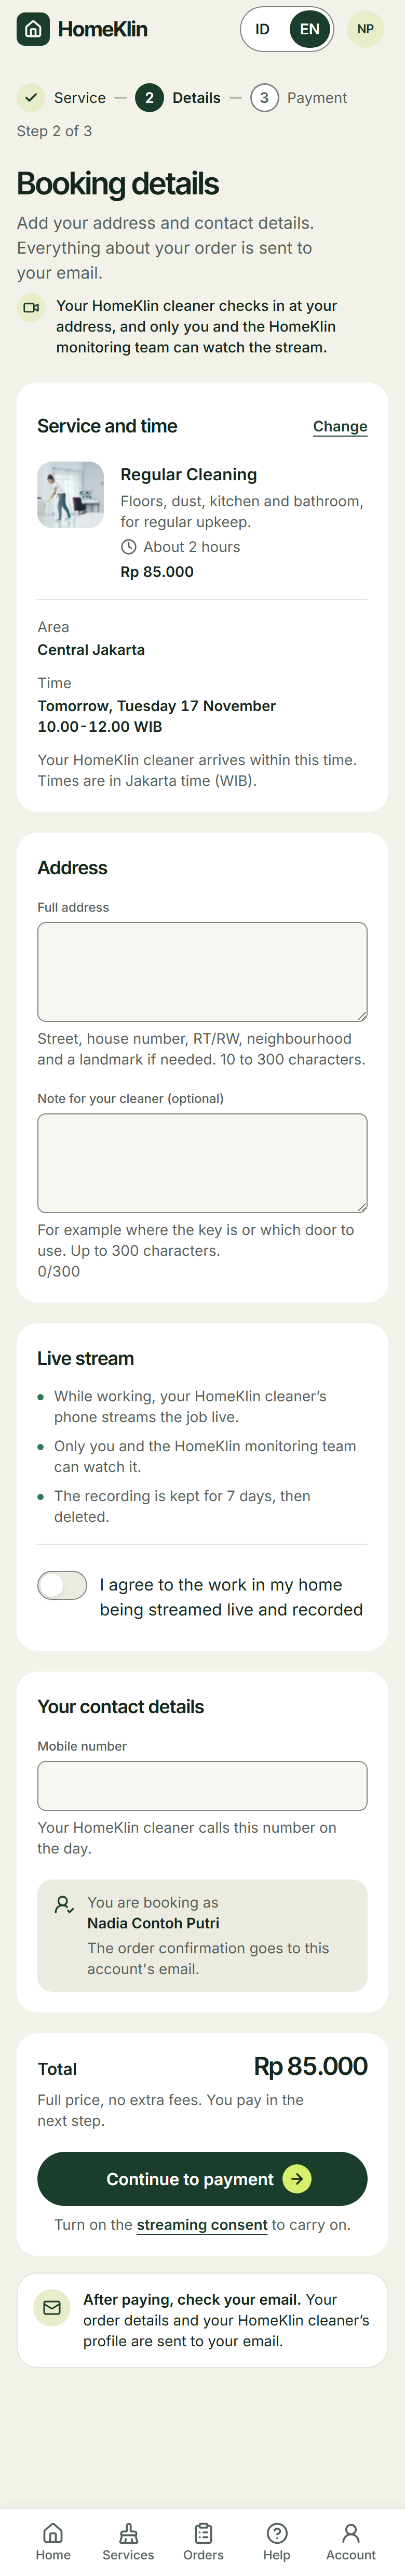 HomeKlin
ID EN NP
Service 2 Details 3 Payment
Step 2 of 3
Booking details
Add your address and contact details.
Everything about your order is sent to
your email.
Your HomeKlin cleaner checks in at your
address, and only you and the HomeKlin
monitoring team can watch the stream.
Service and time Change
Regular Cleaning
Floors, dust, kitchen and bathroom,
for regular upkeep.
About 2 hours
Rp 85.000
Area
Central Jakarta
Time
Tomorrow, Tuesday 17 November
10.00-12.00 WIB
Your HomeKlin cleaner arrives within this time.
Times are in Jakarta time (WIB).
Address
Full address
Street, house number, RT/RW, neighbourhood
and a landmark if needed. 10 to 300 characters.
Note for your cleaner (optional)
For example where the key is or which door to
use. Up to 300 characters.
0/300
Live stream
While working, your HomeKlin cleaner’s
phone streams the job live.
Only you and the HomeKlin monitoring team
can watch it.
The recording is kept for 7 days, then
deleted.
I agree to the work in my home
being streamed live and recorded
Your contact details
Mobile number
Your HomeKlin cleaner calls this number on
the day.
You are booking as
Nadia Contoh Putri
The order confirmation goes to this
account's email.
Total Rp 85.000
Full price, no extra fees. You pay in the
next step.
Continue to payment
Turn on the streaming consent to carry on.
After paying, check your email. Your
order details and your HomeKlin cleaner’s
profile are sent to your email.
Home Services Orders Help Account